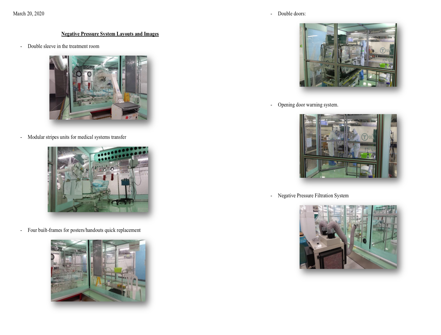 March 20, 2020
Negative Pressure System Layouts and Images
- Double sleeve in the treatment room:
- Modular stripes units for medical systems transfer
- Four built-frames for posters/handouts quick replacement
- Double doors:
- Opening door warning system.
- Negative Pressure Filtration System